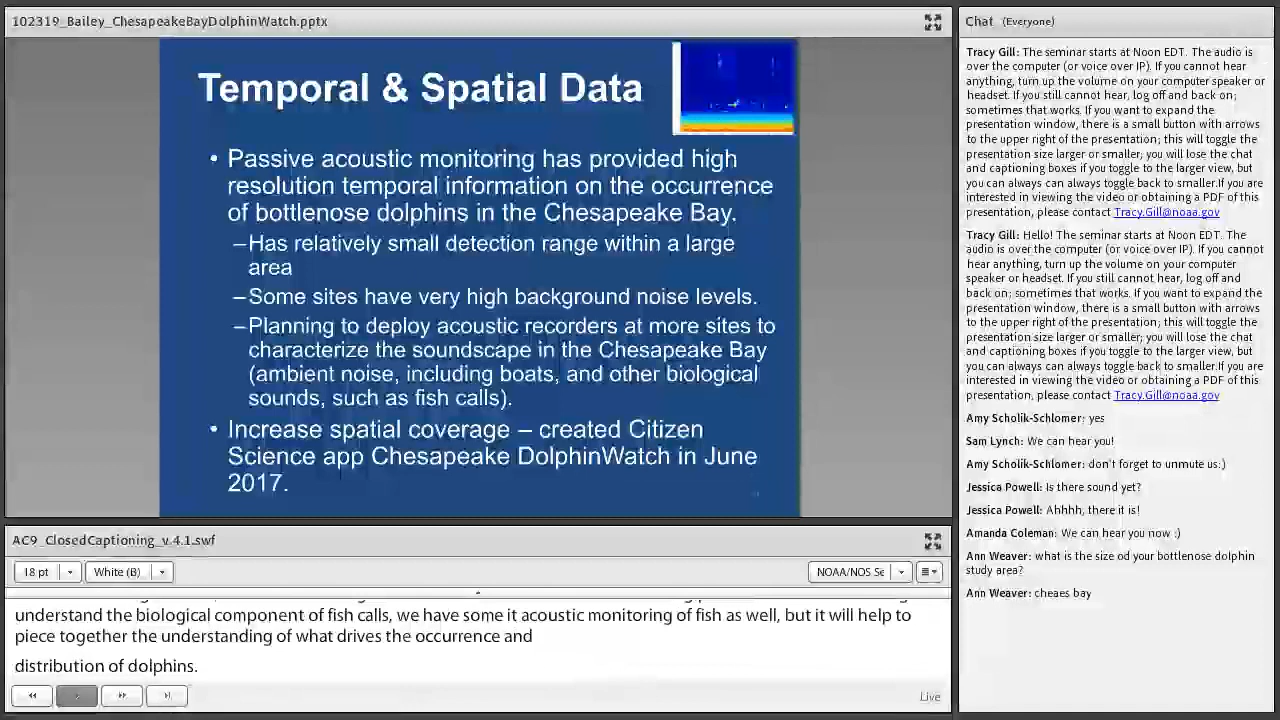 102319_Bailey_ChesapeakeBayDolphinWatch.pptx
Temporal & Spatial Data
• Passive acoustic monitoring has provided high
resolution temporal information on the occurrence
of bottlenose dolphins in the Chesapeake Bay.
–Has relatively small detection range within a large
area
–Some sites have very high background noise levels.
–Planning to deploy acoustic recorders at more sites to
characterize the soundscape in the Chesapeake Bay
(ambient noise, including boats, and other biological
sounds, such as fish calls).
• Increase spatial coverage – created Citizen
Science app Chesapeake DolphinWatch in June
2017.
AC9_ClosedCaptioning_v.4.1.swf
18 pt
White (B)
NOAA/NOS Se
understand the biological component of fish calls, we have some it acoustic monitoring of fish as well, but it will help to
piece together the understanding of what drives the occurrence and
distribution of dolphins.
Live
Chat (Everyone)
Tracy Gill: The seminar starts at Noon EDT. The audio is
over the computer (or voice over IP). If you cannot hear
anything, turn up the volume on your computer speaker or
headset. If you still cannot hear, log off and back on;
sometimes that works. If you want to expand the
presentation window, there is a small button with arrows
to the upper right of the presentation; this will toggle the
presentation size larger or smaller; you will lose the chat
and captioning boxes if you toggle to the larger view, but
you can always can always toggle back to smaller.If you are
interested in viewing the video or obtaining a PDF of this
presentation, please contact Tracy.Gill@noaa.gov
Tracy Gill: Hello! The seminar starts at Noon EDT. The
audio is over the computer (or voice over IP). If you cannot
hear anything, turn up the volume on your computer
speaker or headset. If you still cannot hear, log off and
back on; sometimes that works. If you want to expand the
presentation window, there is a small button with arrows
to the upper right of the presentation; this will toggle the
presentation size larger or smaller; you will lose the chat
and captioning boxes if you toggle to the larger view, but
you can always can always toggle back to smaller.If you are
interested in viewing the video or obtaining a PDF of this
presentation, please contact Tracy.Gill@noaa.gov
Amy Scholik-Schlomer: yes
Sam Lynch: We can hear you!
Amy Scholik-Schlomer: don't forget to unmute us:)
Jessica Powell: Is there sound yet?
Jessica Powell: Ahhhh, there it is!
Amanda Coleman: We can hear you now :)
Ann Weaver: what is the size od your bottlenose dolphin
study area?
Ann Weaver: cheaes bay